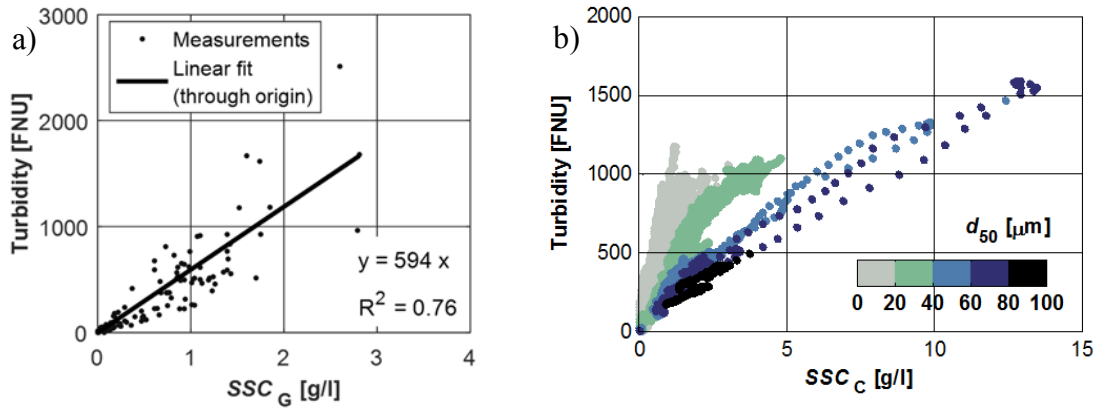 a)
3000
2000
1000
0
Turbidity [FNU]
Measurements
Linear fit
(through origin)
y = 594 x
R² = 0.76
0 1 2 3 4
SSC G [g/l]
b)
2000
1500
1000
500
0
Turbidity [FNU]
d50 [µm]
0 20 40 60 80 100
0 5 10 15
SSC C [g/l]